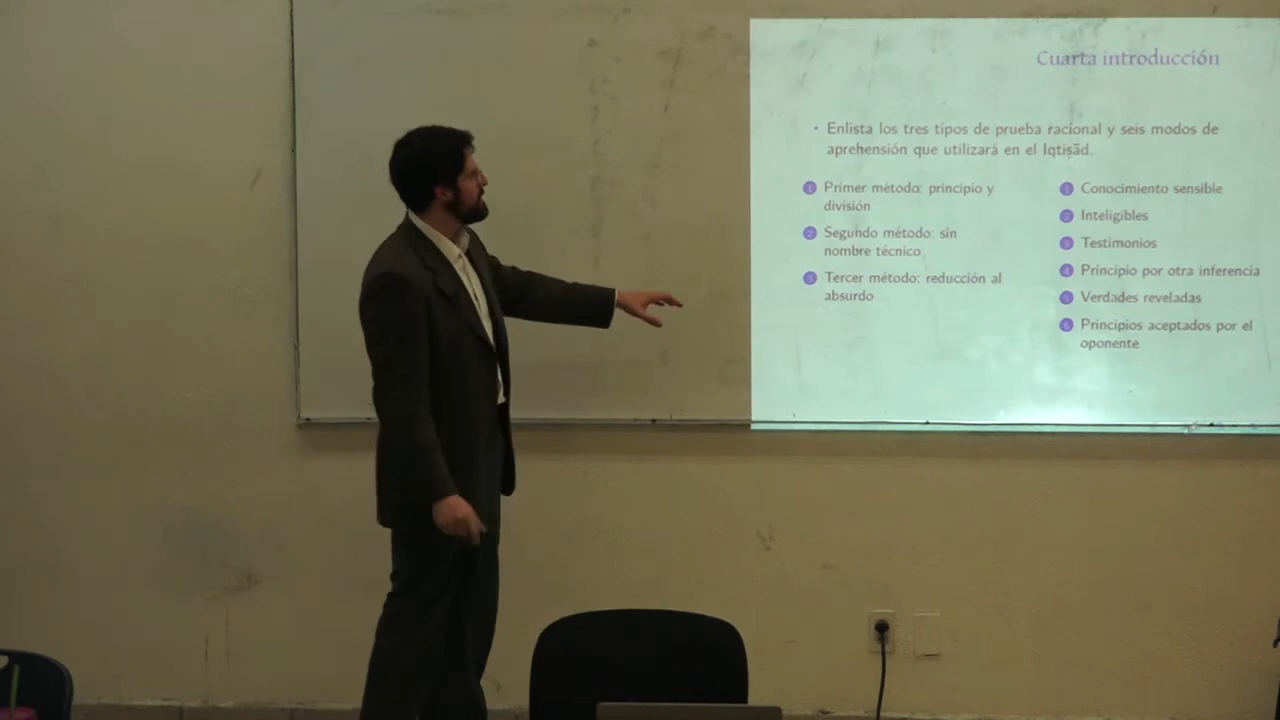 Cuarta introducción
• Enlista los tres tipos de prueba racional y seis modos de
aprehensión que utilizará en el Iqtiṣād.
1 Primer método: principio y
división
2 Segundo método: sin
nombre técnico
3 Tercer método: reducción al
absurdo
1 Conocimiento sensible
2 Inteligibles
3 Testimonios
4 Principio por otra inferencia
5 Verdades reveladas
6 Principios aceptados por el
oponente